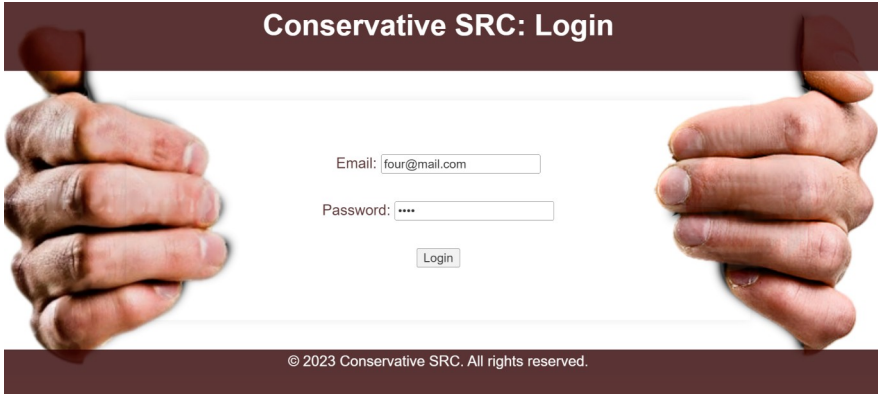 Conservative SRC: Login
Email: four@mail.com
Password: ••••
Login
© 2023 Conservative SRC. All rights reserved.